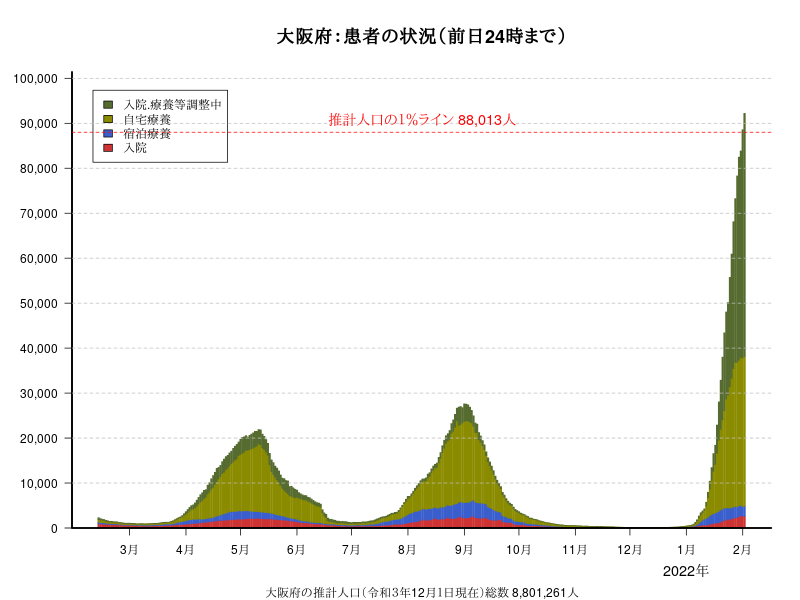 大阪府:患者の状況(前日24時まで)
100,000
90,000
80,000
70,000
60,000
50,000
40,000
30,000
20,000
10,000
0
入院.療養等調整中
自宅療養
宿泊療養
入院
推計人口の1%ライン 88,013人
3月 4月 5月 6月 7月 8月 9月 10月 11月 12月 1月 2月
2022年
大阪府の推計人口(令和3年12月1日現在)総数 8,801,261人